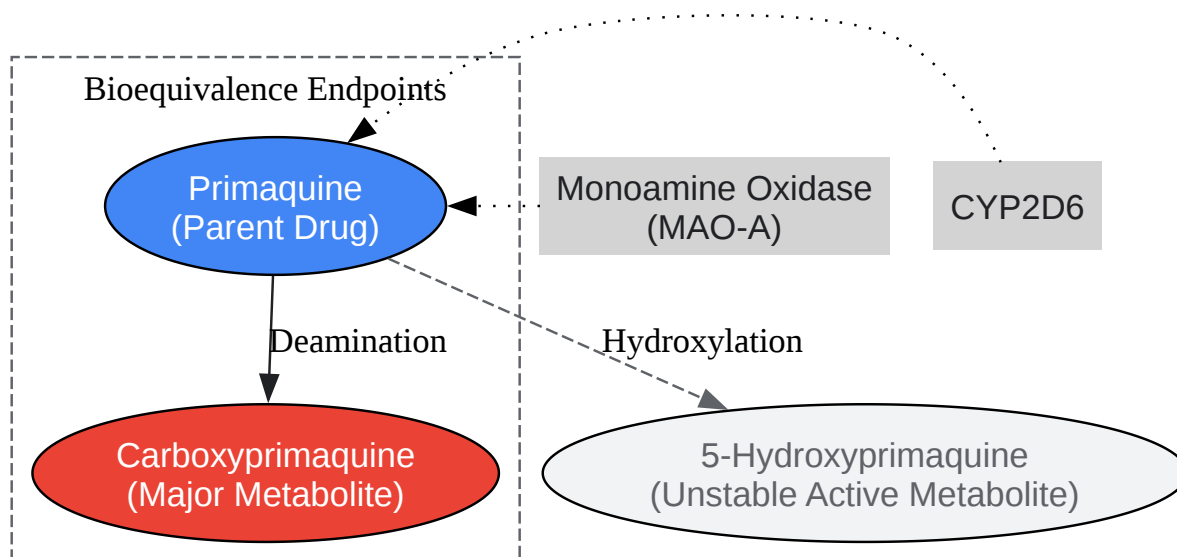 Bioequivalence Endpoints
Primaquine
(Parent Drug)
Monoamine Oxidase
(MAO-A)
CYP2D6
Deamination
Hydroxylation
Carboxyprimaquine
(Major Metabolite)
5-Hydroxyprimaquine
(Unstable Active Metabolite)